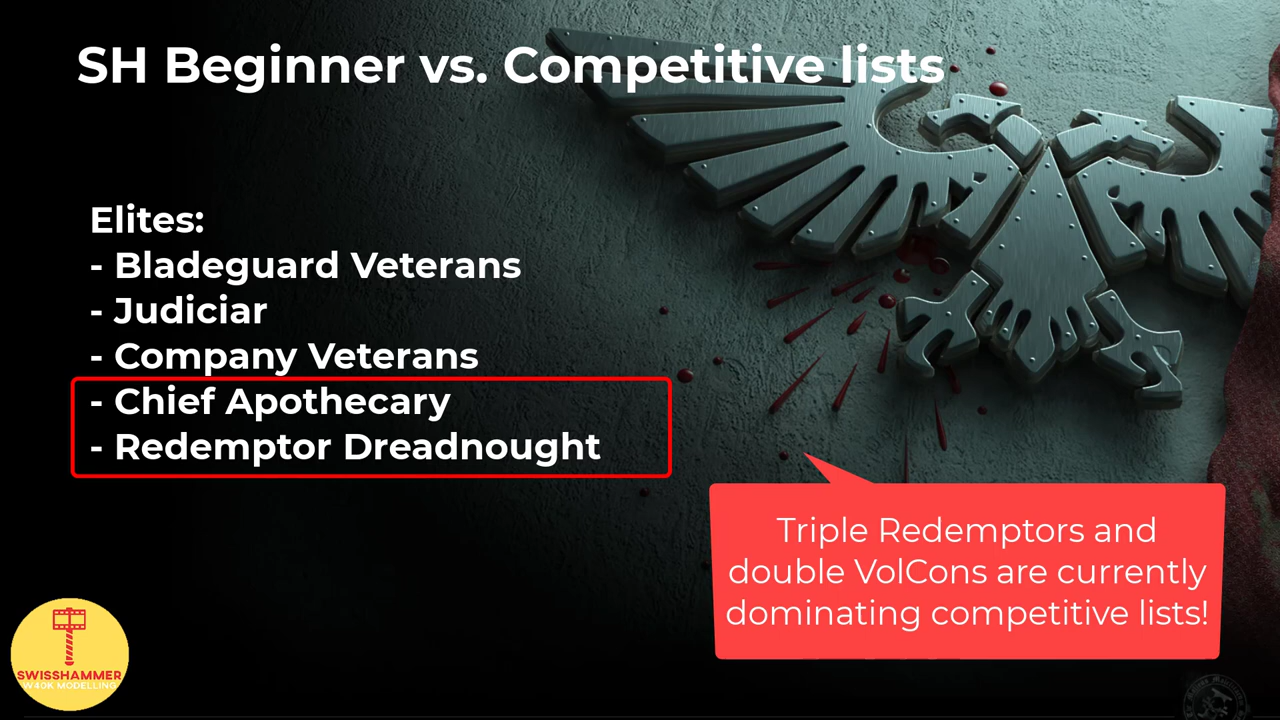 SH Beginner vs. Competitive lists
Elites:
- Bladeguard Veterans
- Judiciar
- Company Veterans
- Chief Apothecary
- Redemptor Dreadnought
Triple Redemptors and
double VolCons are currently
dominating competitive lists!
SWISSHAMMER
W40K MODELLING